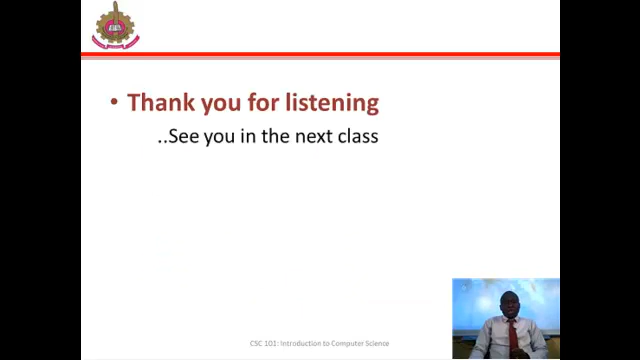 • Thank you for listening
..See you in the next class
CSC 101: Introduction to Computer Science